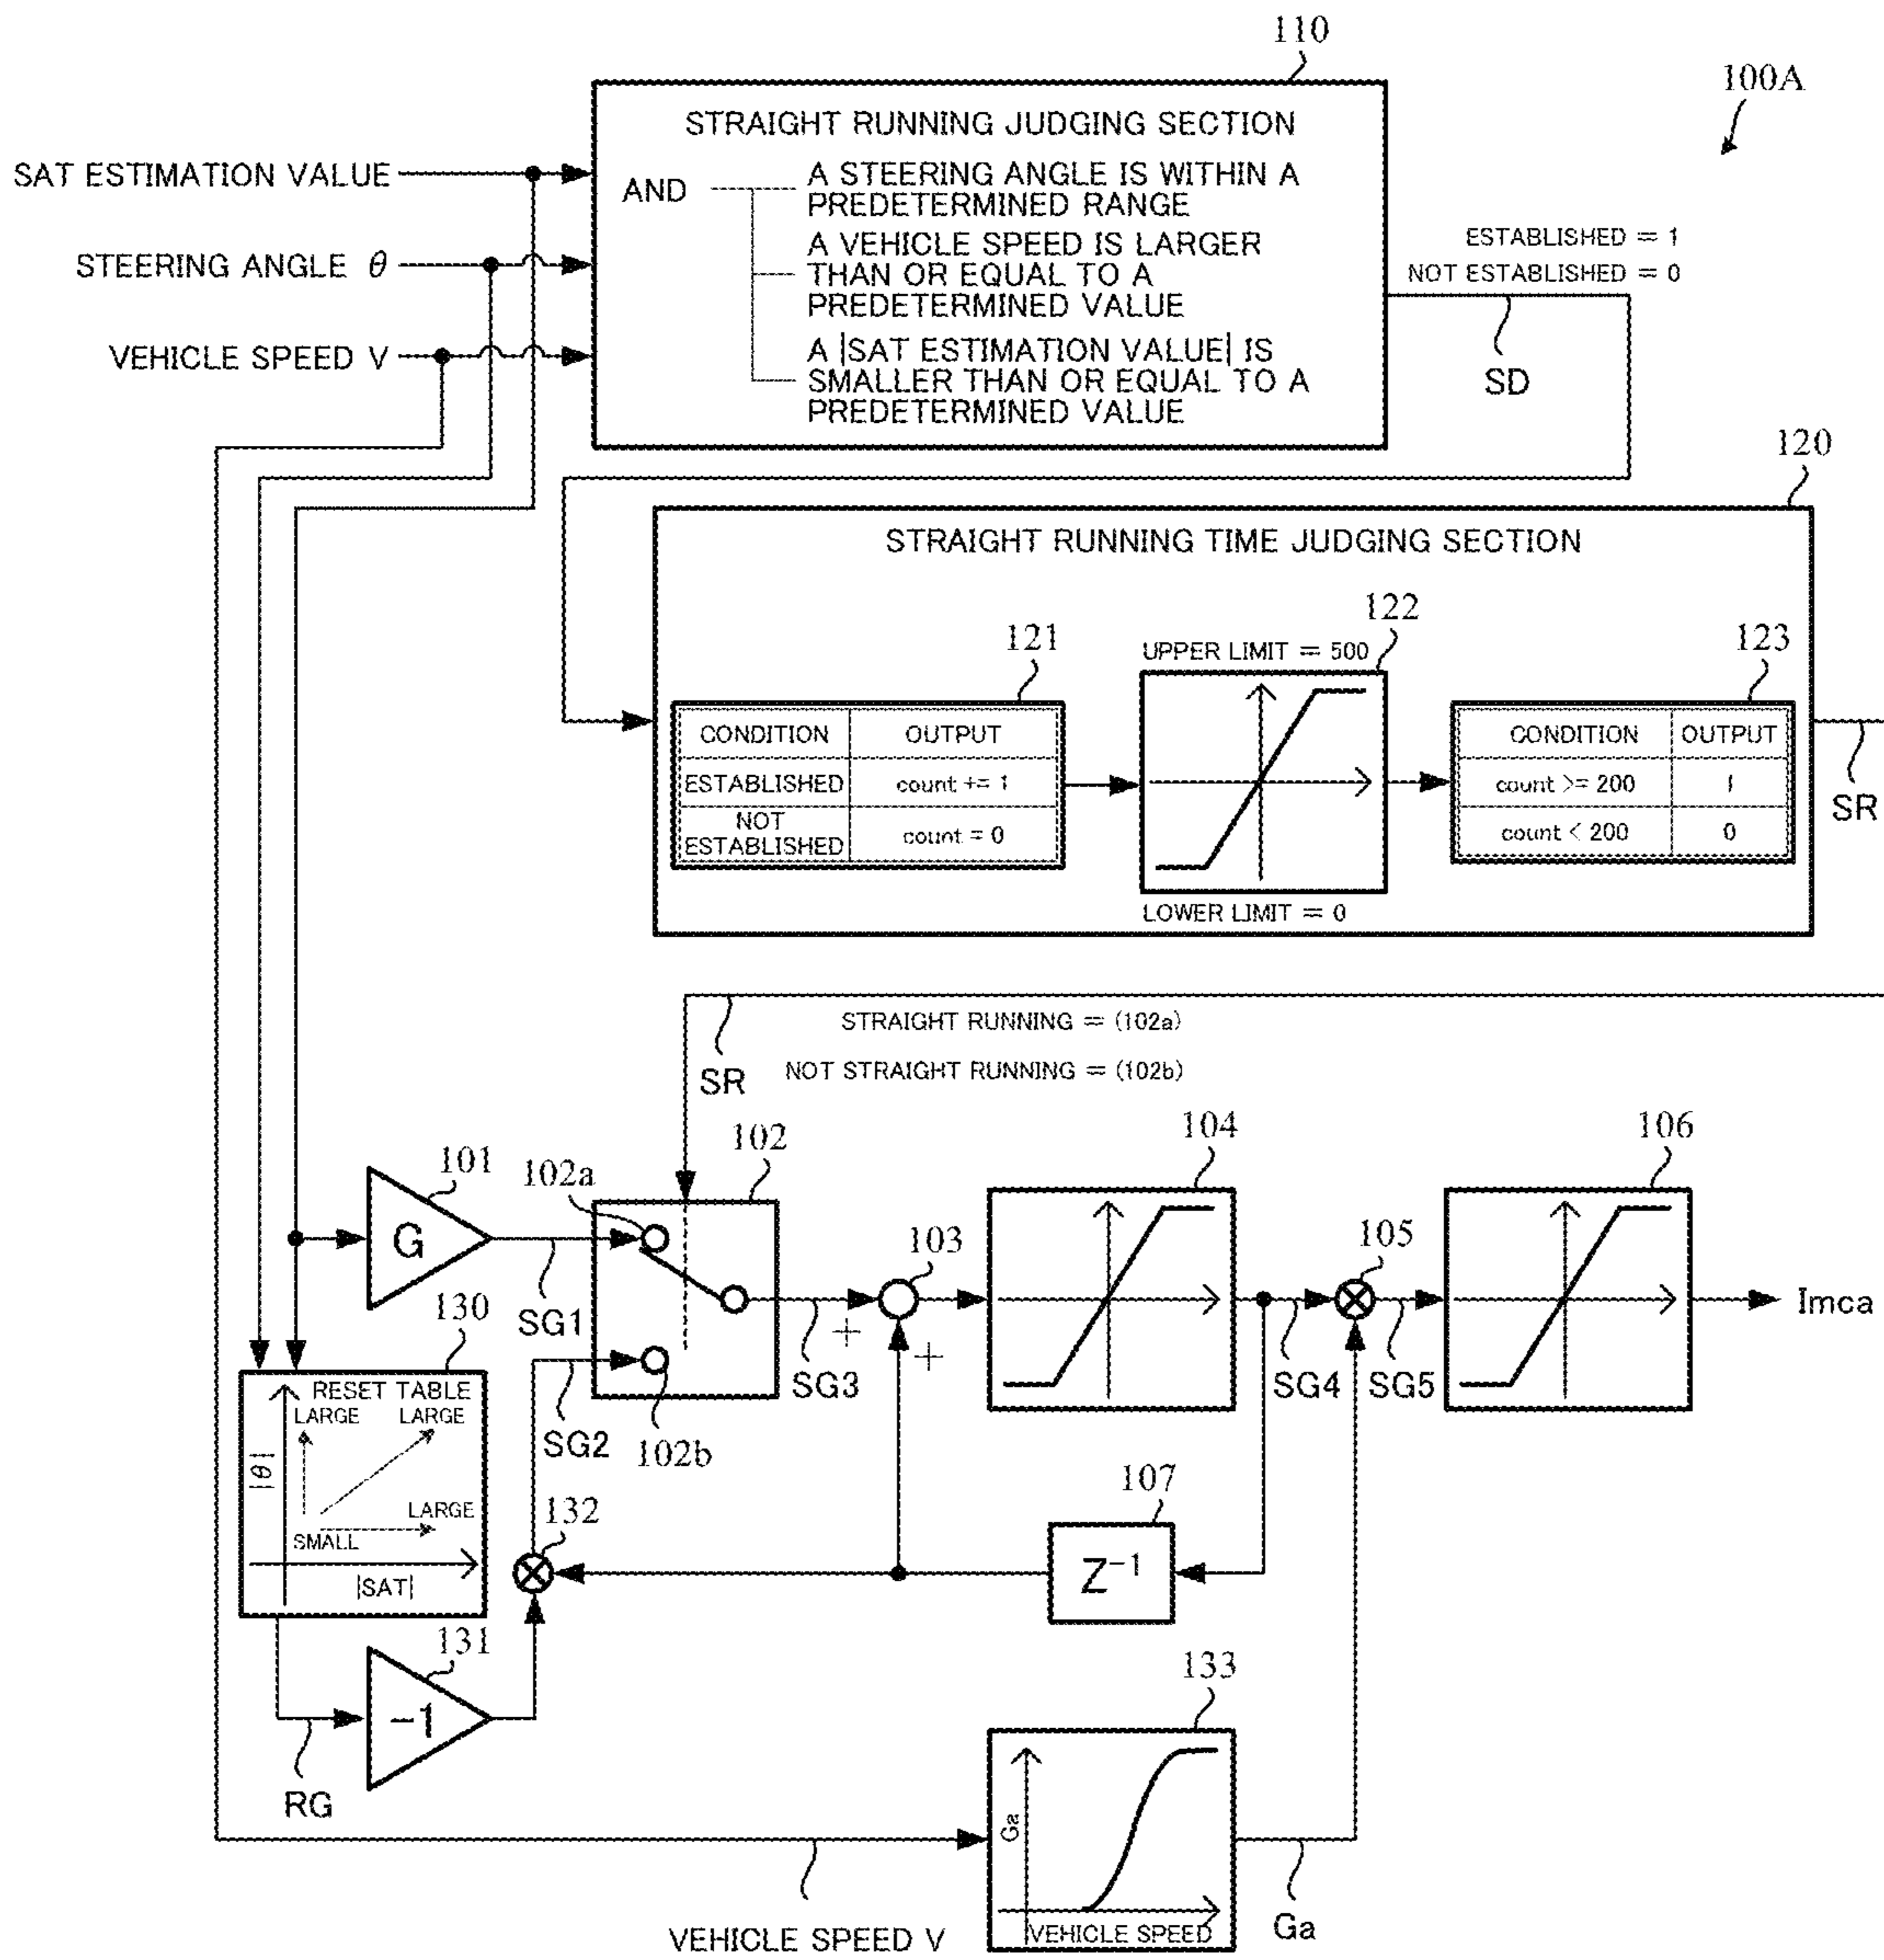 110
100A
STRAIGHT RUNNING JUDGING SECTION
SAT ESTIMATION VALUE
STEERING ANGLE θ
VEHICLE SPEED V
AND
A STEERING ANGLE IS WITHIN A
PREDETERMINED RANGE
A VEHICLE SPEED IS LARGER
THAN OR EQUAL TO A
PREDETERMINED VALUE
A |SAT ESTIMATION VALUE| IS
SMALLER THAN OR EQUAL TO A
PREDETERMINED VALUE
ESTABLISHED = 1
NOT ESTABLISHED = 0
SD
120
STRAIGHT RUNNING TIME JUDGING SECTION
121
122
123
UPPER LIMIT = 500
CONDITION OUTPUT
ESTABLISHED count += 1
NOT
ESTABLISHED count = 0
LOWER LIMIT = 0
CONDITION OUTPUT
count >= 200 1
count < 200 0
SR
STRAIGHT RUNNING = (102a)
NOT STRAIGHT RUNNING = (102b)
SR
101
102a
102
103
104
105
106
G
SG1
SG3
+
+
SG4
SG5
Imca
130
RESET TABLE
LARGE LARGE
|θ|
LARGE
SMALL
|SAT|
SG2
102b
132
107
Z⁻¹
131
-1
RG
133
Ga
VEHICLE SPEED
VEHICLE SPEED V
Ga